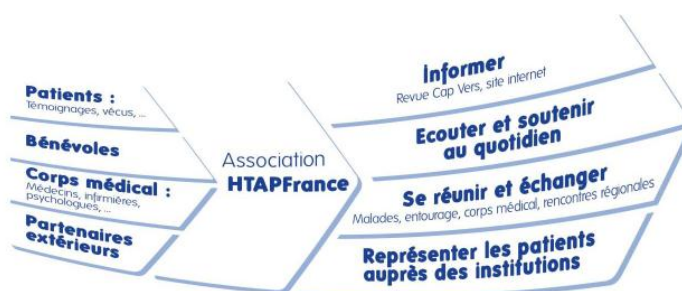 Patients :
Témoignages, vécus, ...
Bénévoles
Corps médical :
Médecins, infirmières,
psychologues, ...
Partenaires
extérieurs
Association
HTAPFrance
Informer
Revue Cap Vers, site internet
Ecouter et soutenir
au quotidien
Se réunir et échanger
Malades, entourage, corps médical, rencontres régionales
Représenter les patients
auprès des institutions